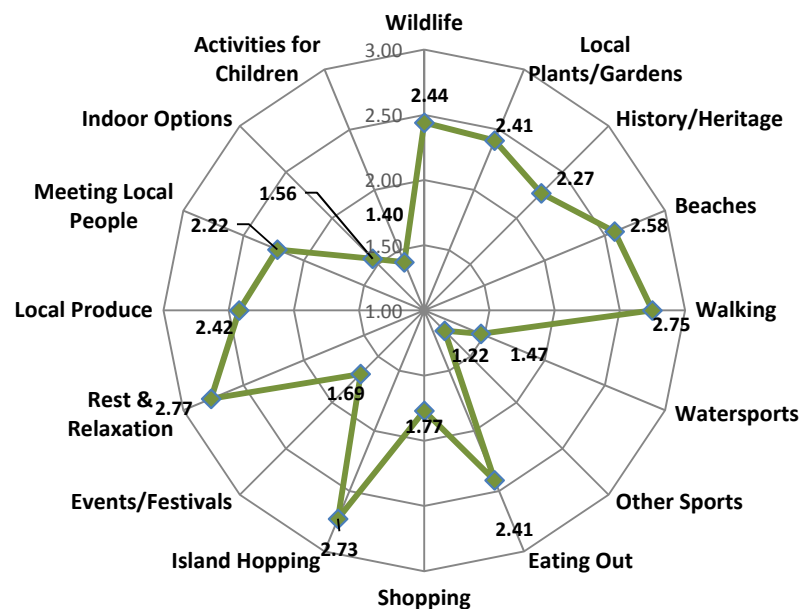 Wildlife
Activities for
Children
Local
Plants/Gardens
3.00
Indoor Options
2.44
2.50
2.41
History/Heritage
Meeting Local
People
1.56
2.00
2.27
Beaches
2.22
1.40
2.58
1.50
Local Produce
1.00
Walking
2.42
2.75
1.22
1.47
Rest &
Relaxation
2.77
1.69
1.77
Watersports
Events/Festivals
Other Sports
Island Hopping
2.73
2.41
Eating Out
Shopping